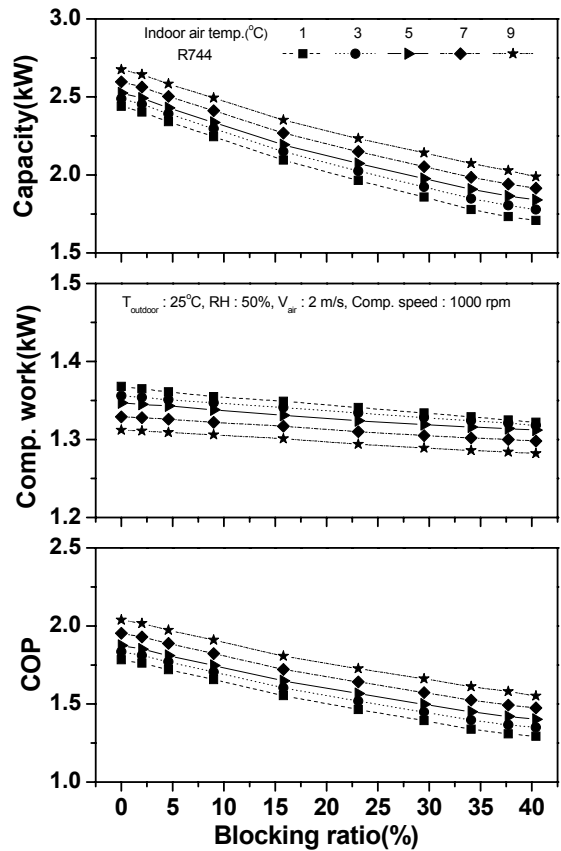 Indoor air temp.(°C) 1 3 5 7 9
R744
3.0
2.5
2.0
1.5
Capacity(kW)
1.5
1.4
1.3
1.2
Comp. work(kW)
T_outdoor : 25°C, RH : 50%, V_air : 2 m/s, Comp. speed : 1000 rpm
2.5
2.0
1.5
1.0
COP
0 5 10 15 20 25 30 35 40
Blocking ratio(%)